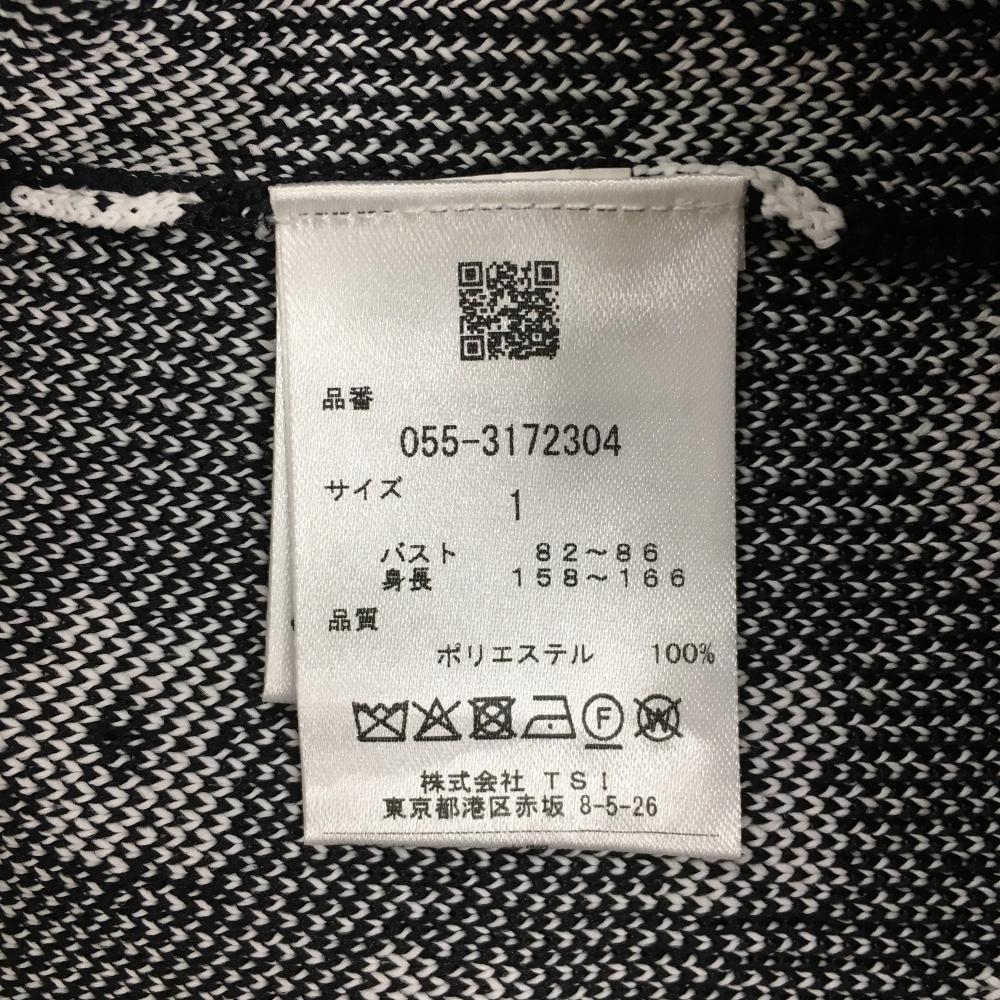 品番
055-3172304
サイズ
1
バスト 82～86
身長 158～166
品質
ポリエステル 100%
F W
株式会社 TSI
東京都港区赤坂 8-5-26